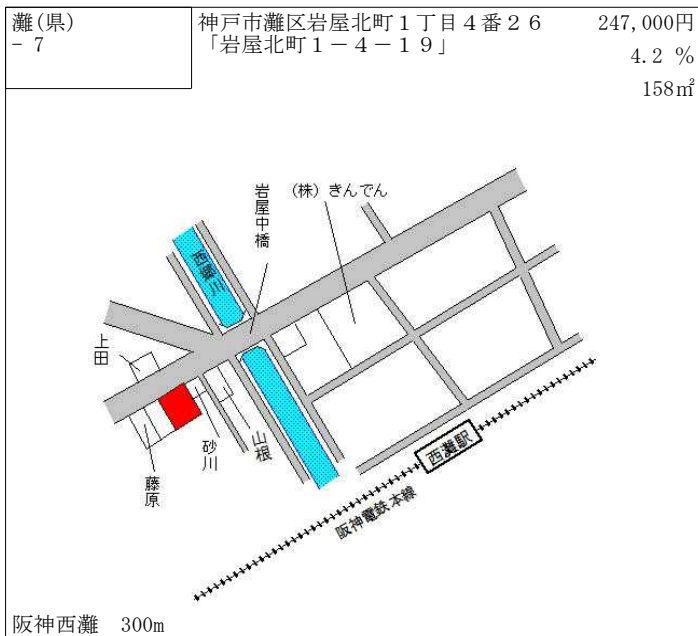 灘(県)
－7
神戸市灘区岩屋北町１丁目４番２６
247,000円
「岩屋北町１－４－１９」
4.2 %
158㎡
岩屋中橋
(株)きんでん
西灘川
上田
山根
砂川
藤原
西灘駅
阪神電鉄本線
阪神西灘　300m